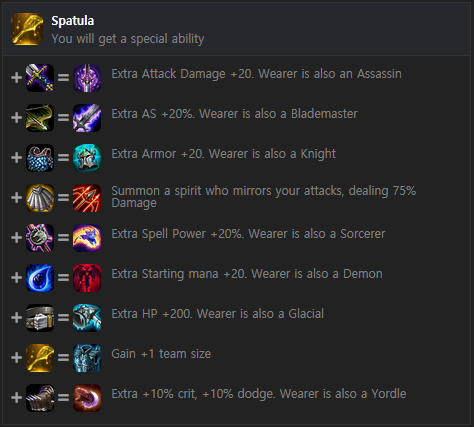 Spatula
You will get a special ability
+ = Extra Attack Damage +20. Wearer is also an Assassin
+ = Extra AS +20%. Wearer is also a Blademaster
+ = Extra Armor +20. Wearer is also a Knight
+ = Summon a spirit who mirrors your attacks, dealing 75%
Damage
+ = Extra Spell Power +20%. Wearer is also a Sorcerer
+ = Extra Starting mana +20. Wearer is also a Demon
+ = Extra HP +200. Wearer is also a Glacial
+ = Gain +1 team size
+ = Extra +10% crit, +10% dodge. Wearer is also a Yordle